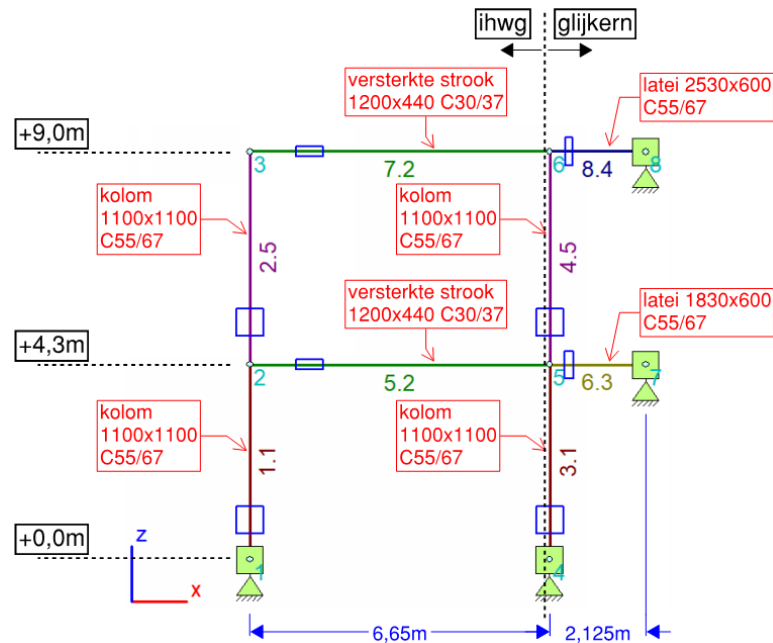 ihwg
glijkern
versterkte strook
1200x440 C30/37
latei 2530x600
C55/67
+9,0m
3
6
8
7.2
8.4
kolom
1100x1100
C55/67
kolom
1100x1100
C55/67
2.5
4.5
versterkte strook
1200x440 C30/37
latei 1830x600
C55/67
+4,3m
2
5
7
5.2
6.3
kolom
1100x1100
C55/67
kolom
1100x1100
C55/67
1.1
3.1
+0,0m
z
x
1
4
6,65m
2,125m